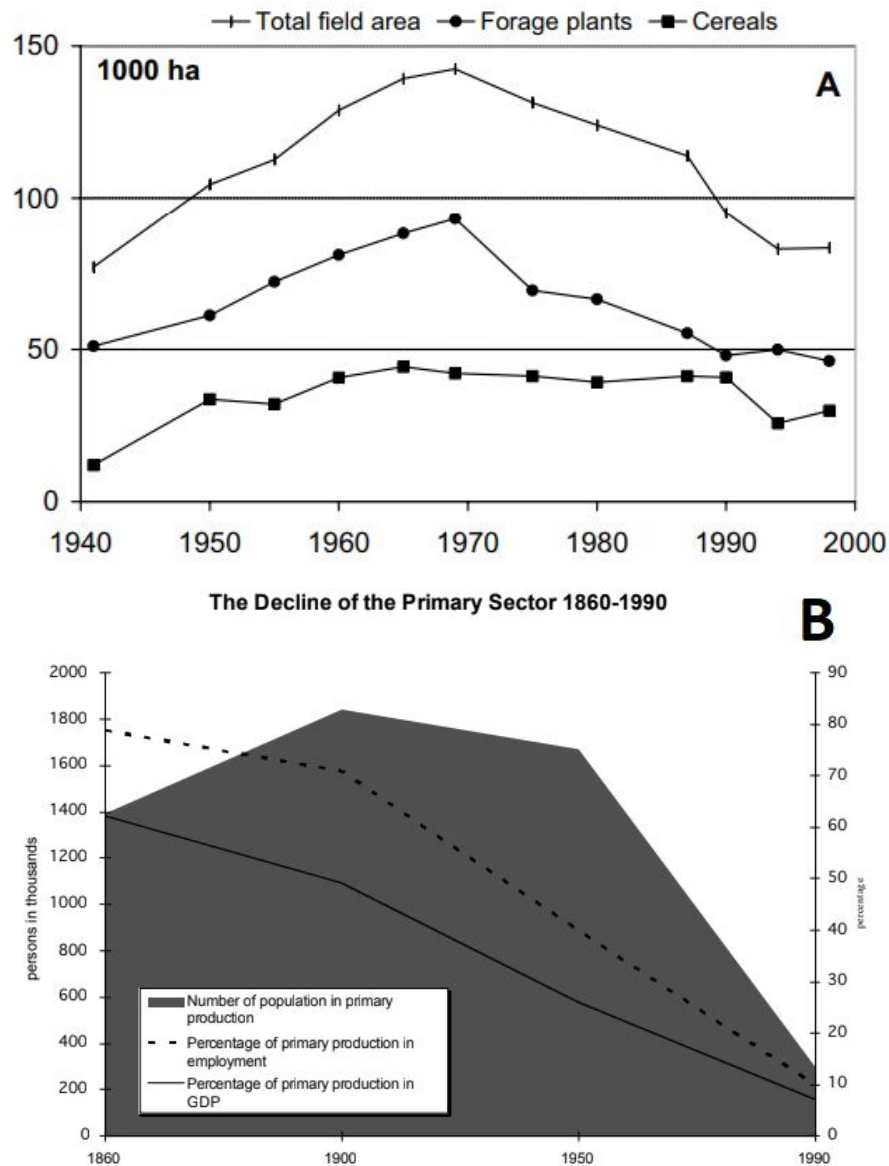 Total field area Forage plants Cereals
150
1000 ha
A
100
50
0
1940 1950 1960 1970 1980 1990 2000
The Decline of the Primary Sector 1860-1990
B
2000 90
1800 80
1600 70
1400 60
1200 50
1000 40
800 30
600 20
400 10
200 0
0
persons in thousands
percentage
Number of population in primary
production
Percentage of primary production in
employment
Percentage of primary production in
GDP
1860 1900 1950 1990